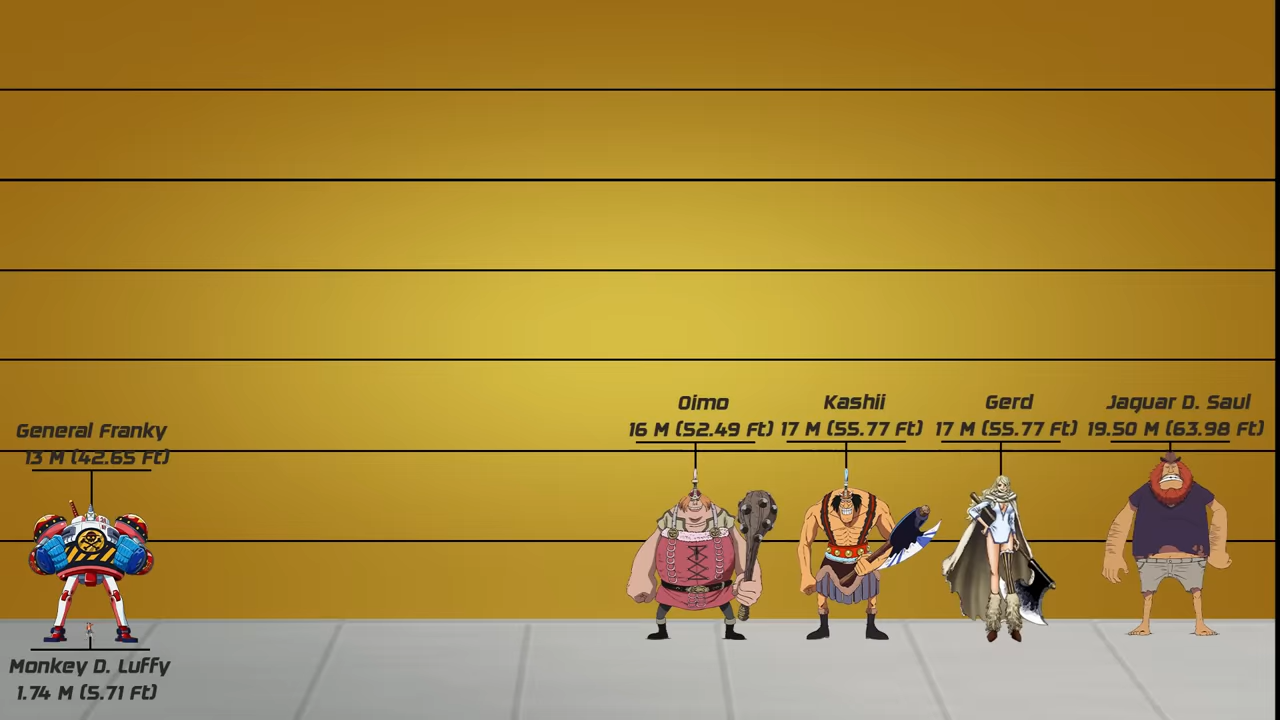 General Franky
13 M (42.65 Ft)
Monkey D. Luffy
1.74 M (5.71 Ft)
Oimo
16 M (52.49 Ft)
Kashii
17 M (55.77 Ft)
Gerd
17 M (55.77 Ft)
Jaguar D. Saul
19.50 M (63.98 Ft)